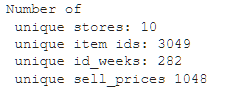 Number of
 unique stores: 10
 unique item ids: 3049
 unique id_weeks: 282
 unique sell_prices 1048